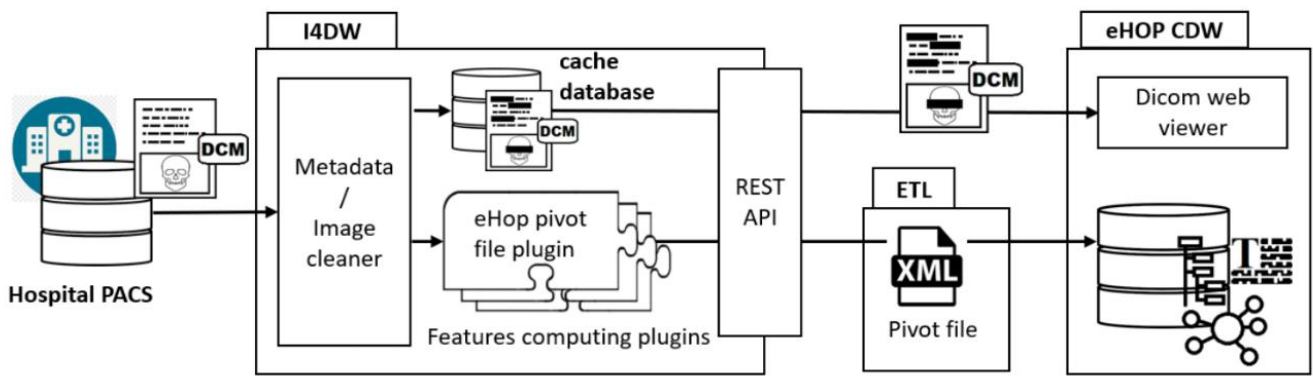 I4DW
eHOP CDW
cache
database
DCM
DCM
DCM
Dicom web
viewer
Metadata
/
Image
cleaner
REST
API
ETL
eHop pivot
file plugin
XML
T
Hospital PACS
Features computing plugins
Pivot file